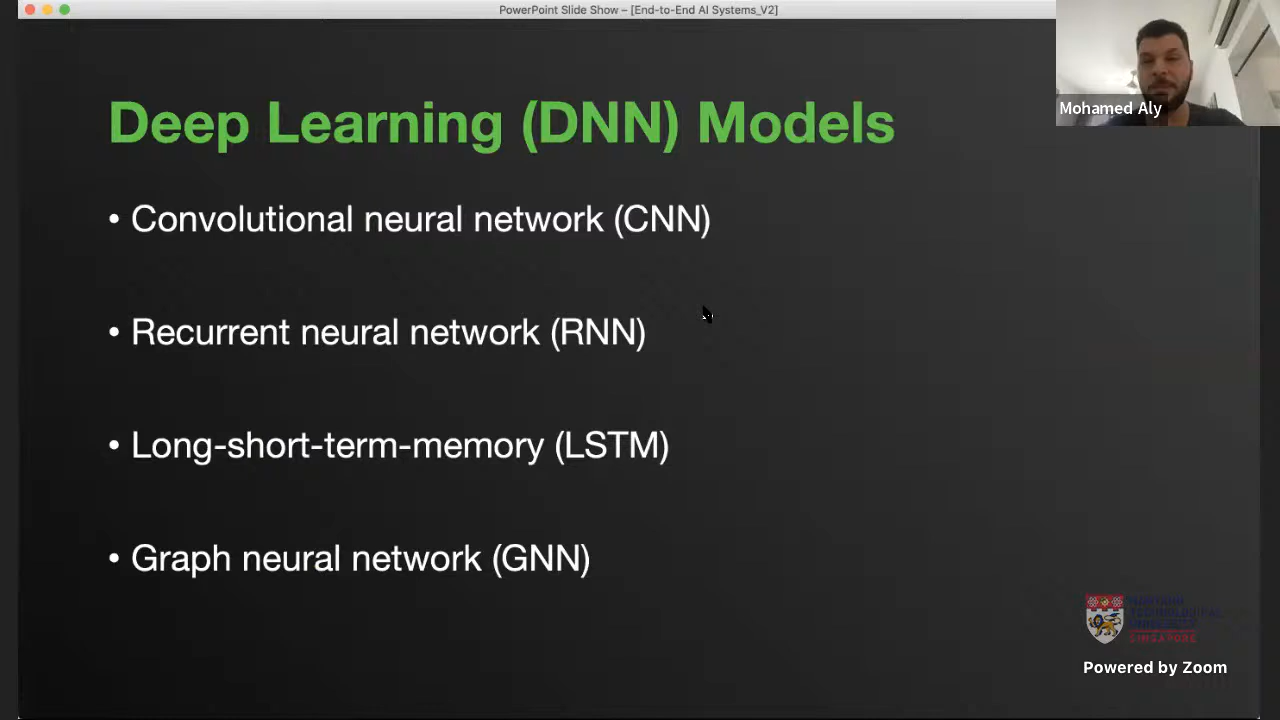 PowerPoint Slide Show – [End-to-End AI Systems_V2]
Mohamed Aly
Deep Learning (DNN) Models
• Convolutional neural network (CNN)
• Recurrent neural network (RNN)
• Long-short-term-memory (LSTM)
• Graph neural network (GNN)
NANYANG
TECHNOLOGICAL
UNIVERSITY
SINGAPORE
Powered by Zoom